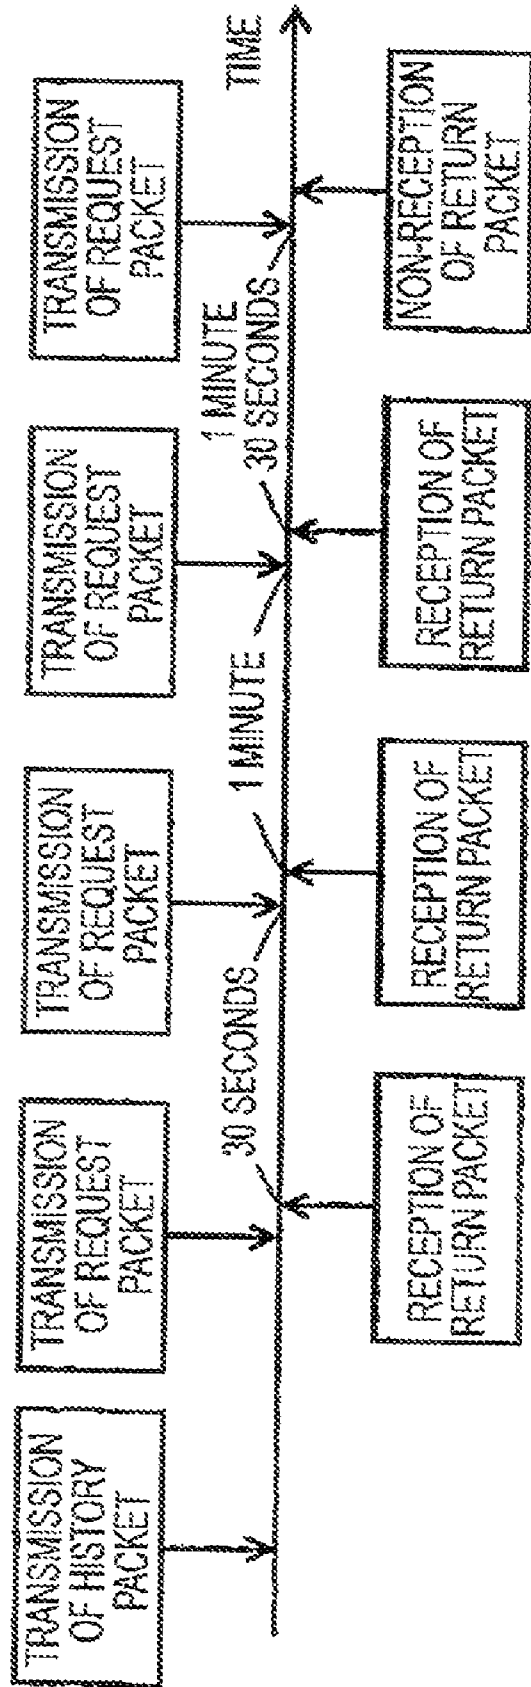 TRANSMISSION
OF HISTORY
PACKET
TRANSMISSION
OF REQUEST
PACKET
TRANSMISSION
OF REQUEST
PACKET
TRANSMISSION
OF REQUEST
PACKET
TRANSMISSION
OF REQUEST
PACKET
30 SECONDS
1 MINUTE
1 MINUTE
30 SECONDS
TIME
RECEPTION OF
RETURN PACKET
RECEPTION OF
RETURN PACKET
RECEPTION OF
RETURN PACKET
NON-RECEPTION
OF RETURN
PACKET